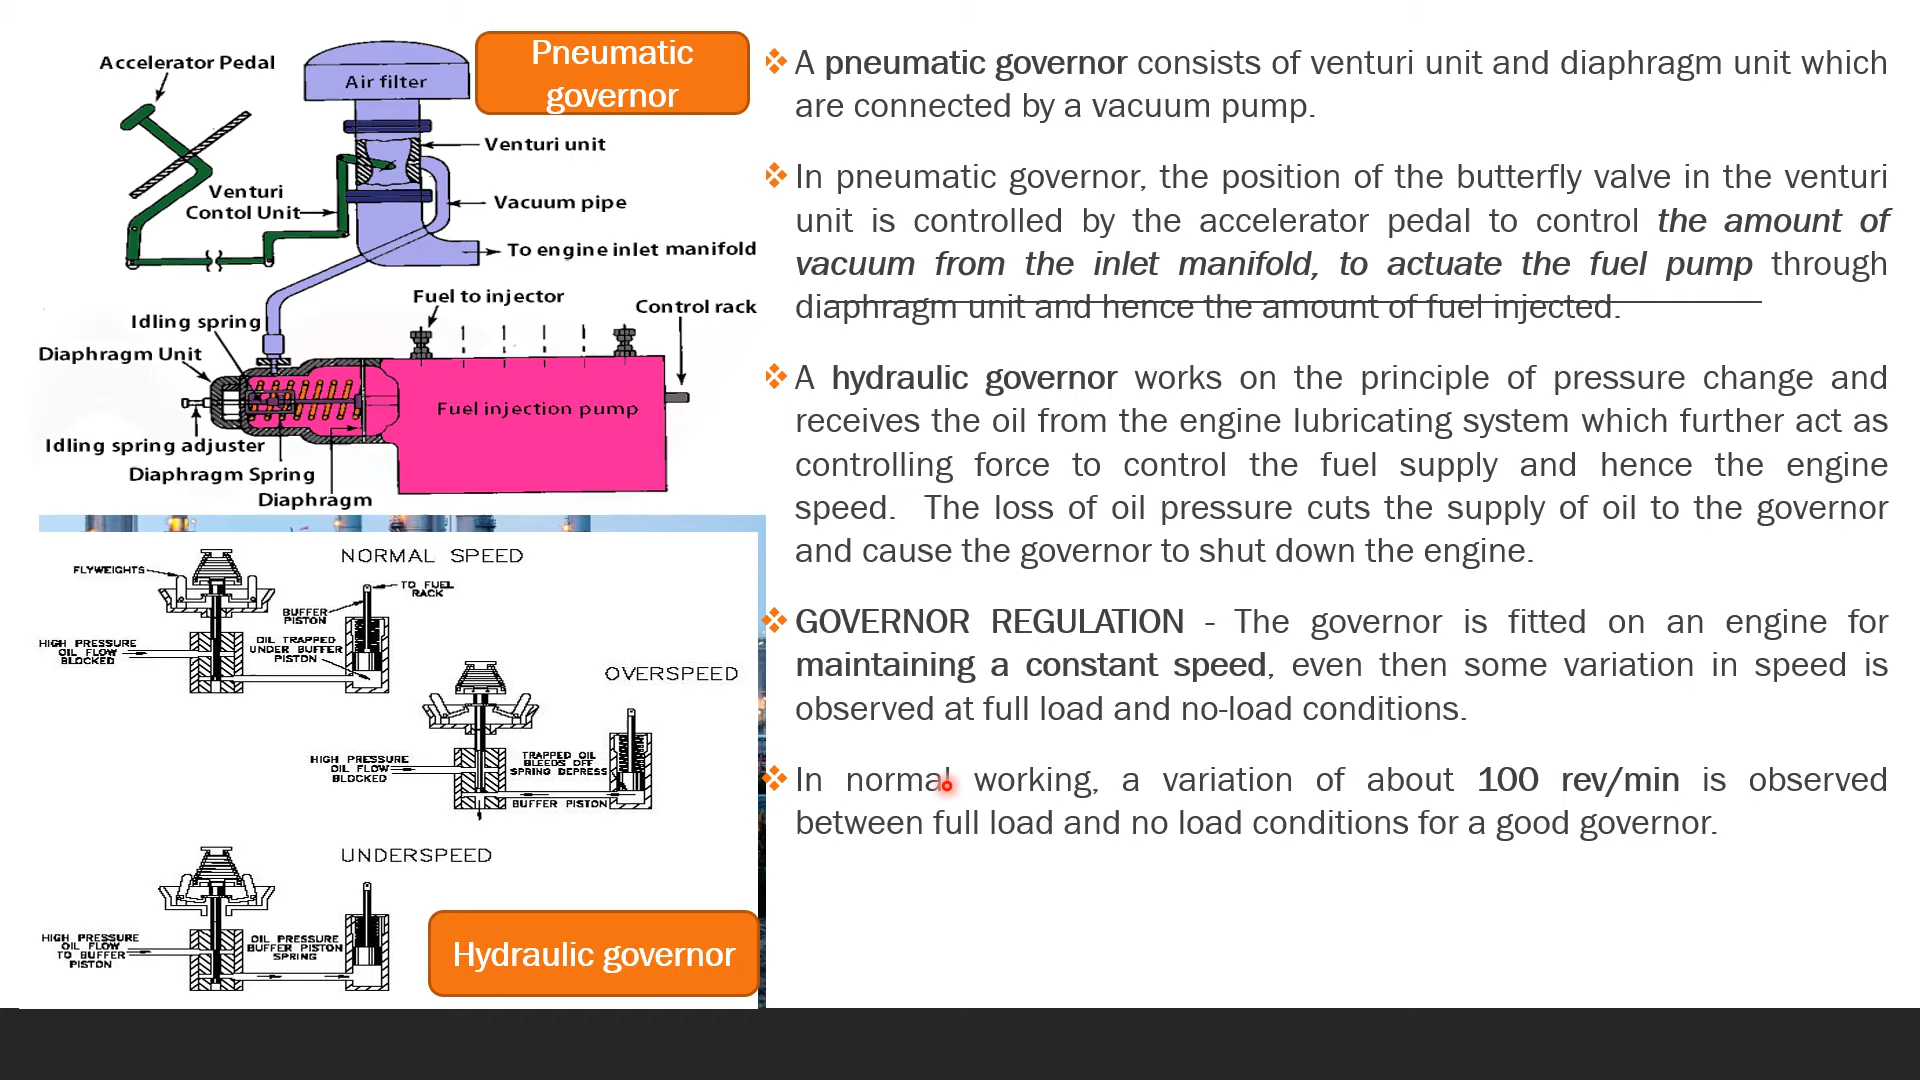 Accelerator Pedal
Air filter
Pneumatic
governor
Venturi unit
Venturi
Contol Unit
Vacuum pipe
To engine inlet manifold
Fuel to injector
Control rack
Idling spring
Diaphragm Unit
Fuel injection pump
Idling spring adjuster
Diaphragm Spring
Diaphragm
NORMAL SPEED
FLYWEIGHTS
TO FUEL
RACK
BUFFER
PISTON
HIGH PRESSURE
OIL FLOW
BLOCKED
OIL TRAPPED
UNDER BUFFER
PISTON
OVERSPEED
HIGH PRESSURE
OIL FLOW
BLOCKED
TRAPPED OIL
BLEEDS OFF
SPRING DEPRESS
BUFFER PISTON
UNDERSPEED
HIGH PRESSURE
OIL FLOW
TO BUFFER
PISTON
OIL PRESSURE
BUFFER PISTON
SPRING
Hydraulic governor
A pneumatic governor consists of venturi unit and diaphragm unit which
are connected by a vacuum pump.
In pneumatic governor, the position of the butterfly valve in the venturi
unit is controlled by the accelerator pedal to control the amount of
vacuum from the inlet manifold, to actuate the fuel pump through
diaphragm unit and hence the amount of fuel injected.
A hydraulic governor works on the principle of pressure change and
receives the oil from the engine lubricating system which further act as
controlling force to control the fuel supply and hence the engine
speed. The loss of oil pressure cuts the supply of oil to the governor
and cause the governor to shut down the engine.
GOVERNOR REGULATION - The governor is fitted on an engine for
maintaining a constant speed, even then some variation in speed is
observed at full load and no-load conditions.
In normal working, a variation of about 100 rev/min is observed
between full load and no load conditions for a good governor.